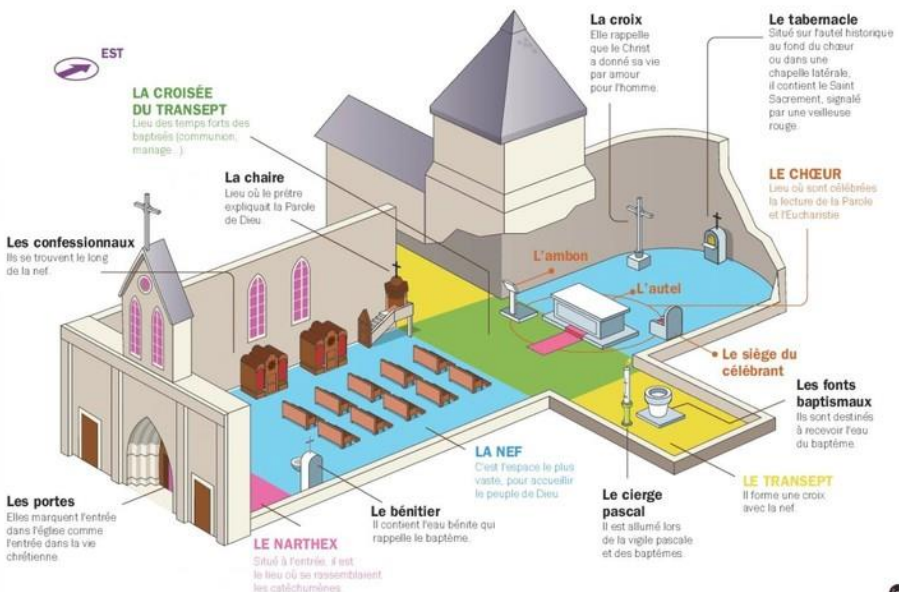 EST
LA CROISÉE
DU TRANSEPT
Lieu des temps forts des
baptisés (communion,
mariage...)
La croix
Elle rappelle
que le Christ
a donné sa vie
par amour
pour l'homme.
Le tabernacle
Situé sur l'autel historique
au fond du chœur
ou dans une
chapelle latérale,
il contient le Saint
Sacrement, signalé
par une veilleuse
rouge.
La chaire
Lieu où le prêtre
expliquait la Parole
de Dieu.
LE CHŒUR
Lieu où sont célébrées
la lecture de la Parole
et l'Eucharistie
Les confessionnaux
Ils se trouvent le long
de la nef.
L'ambon
L'autel
Le siège du
célébrant
Les fonts
baptismaux
Ils sont destinés
à recevoir l'eau
du baptême.
LA NEF
C'est l'espace le plus
vaste, pour accueillir
le peuple de Dieu
LE TRANSEPT
Il forme une croix
avec la nef.
Les portes
Elles marquent l'entrée
dans l'église comme
l'entrée dans la vie
chrétienne.
Le bénitier
Il contient l'eau bénite qui
rappelle le baptême.
Le cierge
pascal
Il est allumé lors
de la vigile pascale
et des baptêmes
LE NARTHEX
Situé à l'entrée, il est
le lieu où se rassemblaient
les catéchumènes